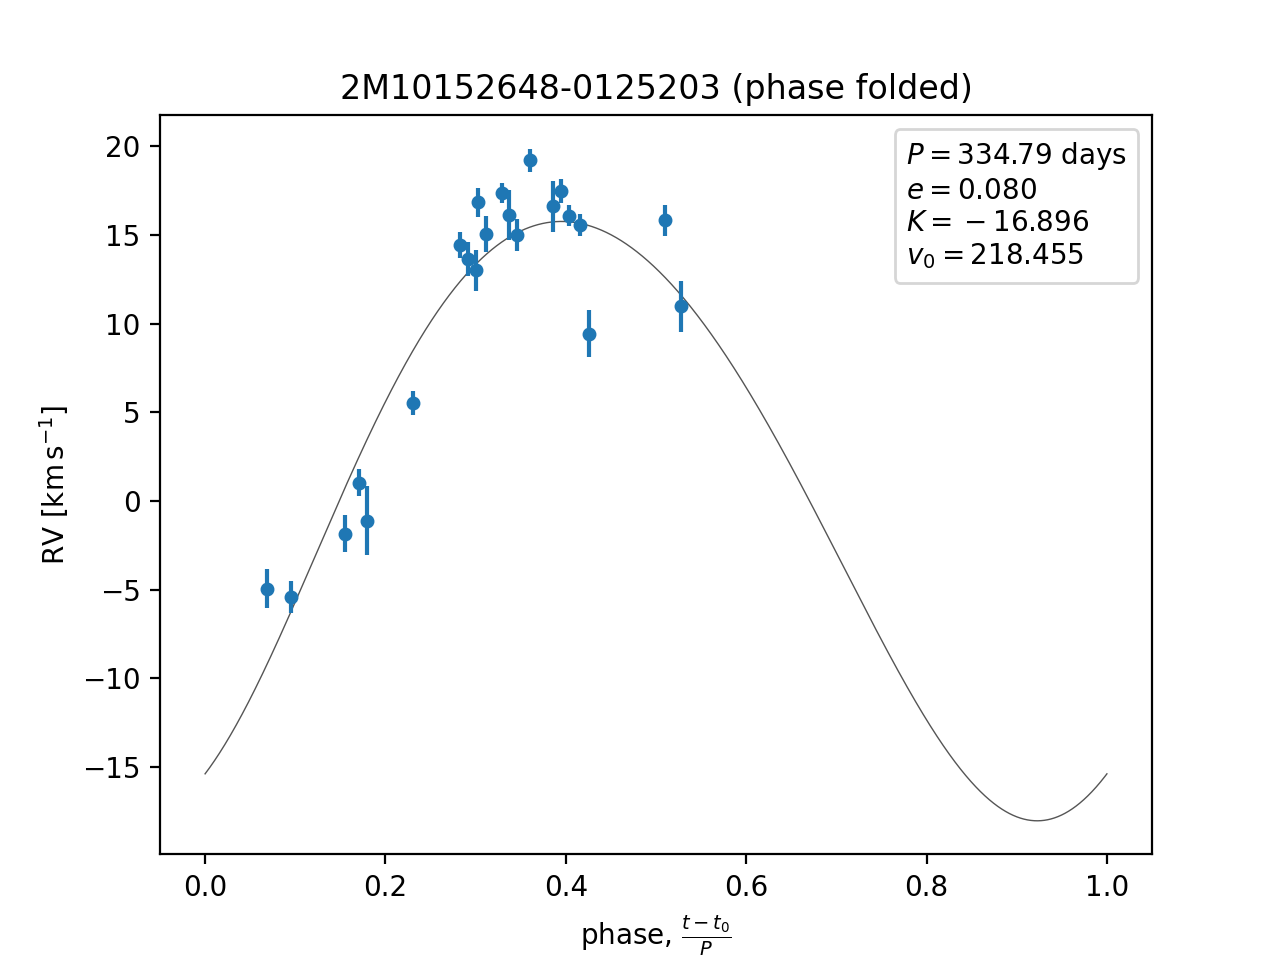 2M10152648-0125203 (phase folded)
P = 334.79 days
e = 0.080
K = −16.896
v₀ = 218.455
RV [km s⁻¹]
20
15
10
5
0
−5
−10
−15
0.0 0.2 0.4 0.6 0.8 1.0
phase, (t − t₀)/P